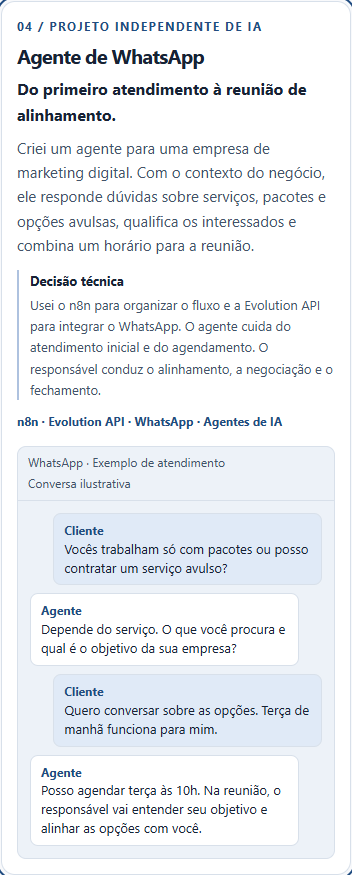 04 / PROJETO INDEPENDENTE DE IA
Agente de WhatsApp
Do primeiro atendimento à reunião de
alinhamento.
Criei um agente para uma empresa de
marketing digital. Com o contexto do negócio,
ele responde dúvidas sobre serviços, pacotes e
opções avulsas, qualifica os interessados e
combina um horário para a reunião.
Decisão técnica
Usei o n8n para organizar o fluxo e a Evolution API
para integrar o WhatsApp. O agente cuida do
atendimento inicial e do agendamento. O
responsável conduz o alinhamento, a negociação e o
fechamento.
n8n · Evolution API · WhatsApp · Agentes de IA
WhatsApp · Exemplo de atendimento
Conversa ilustrativa
Cliente
Vocês trabalham só com pacotes ou posso
contratar um serviço avulso?
Agente
Depende do serviço. O que você procura e
qual é o objetivo da sua empresa?
Cliente
Quero conversar sobre as opções. Terça de
manhã funciona para mim.
Agente
Posso agendar terça às 10h. Na reunião, o
responsável vai entender seu objetivo e
alinhar as opções com você.